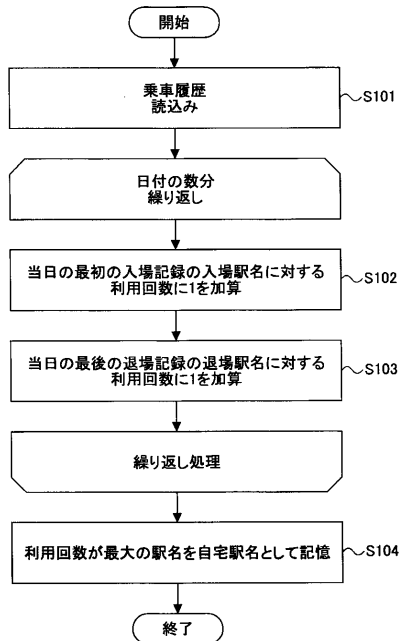 開始
乗車履歴
読込み
S101
日付の数分
繰り返し
当日の最初の入場記録の入場駅名に対する
利用回数に1を加算
S102
当日の最後の退場記録の退場駅名に対する
利用回数に1を加算
S103
繰り返し処理
利用回数が最大の駅名を自宅駅名として記憶
S104
終了